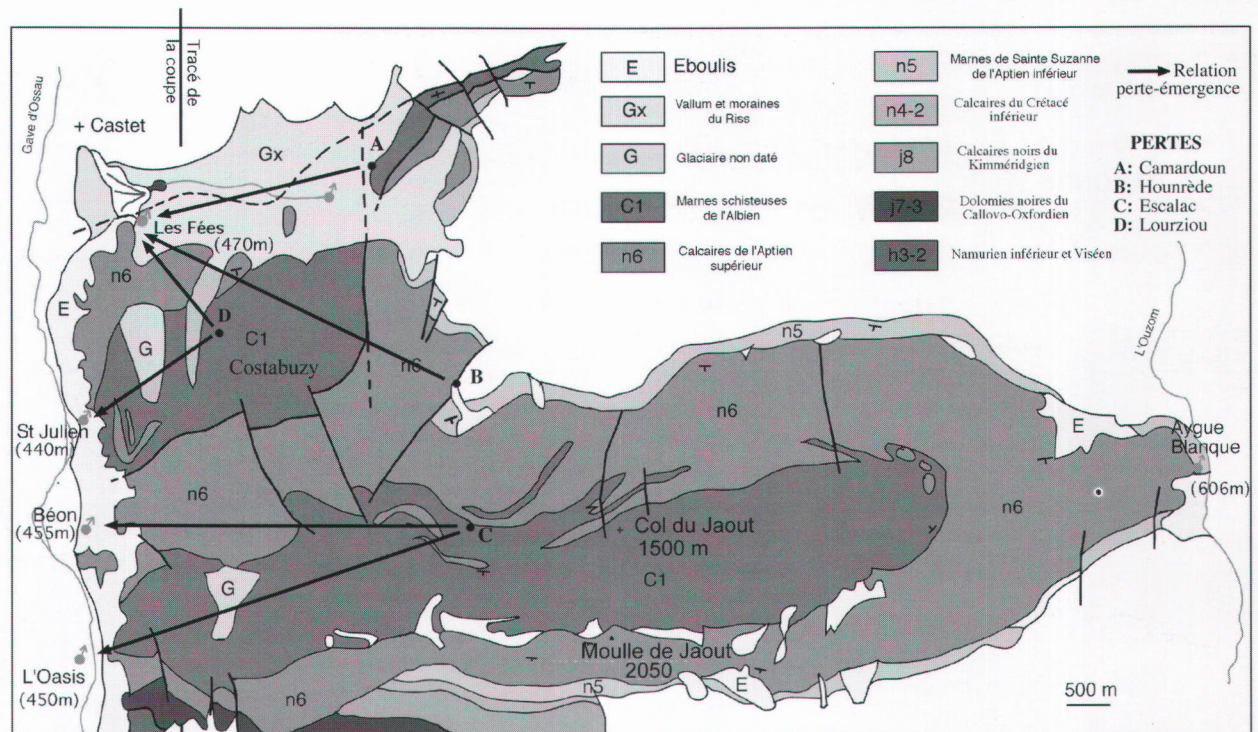 Tracé de
la coupe
Gave d'Ossau
+ Castet
E Eboulis
Gx Vallum et moraines
du Riss
G Glaciaire non daté
C1 Marnes schisteuses
de l'Albien
n6 Calcaires de l'Aptien
supérieur
n5 Marnes de Sainte Suzanne
de l'Aptien inférieur
n4-2 Calcaires du Crétacé
inférieur
j8 Calcaires noirs du
Kimméridgien
j7-3 Dolomies noires du
Callovo-Oxfordien
h3-2 Namurien inférieur et Viséen
Relation
perte-émergence
PERTES
A: Camardoun
B: Hounrède
C: Escalac
D: Lourziou
Gx
A
Les Fées
(470m)
n6
E
D
C1
Costabuzy
G
n6
B
n5
L'Ouzom
n6
E
Aygue
Blanque
(606m)
St Julien
(440m)
n6
n6
Béon
(455m)
C
+ Col du Jaout
1500 m
C1
G
Moulle de Jaout
2050
L'Oasis
(450m)
n6
n5
E
500 m